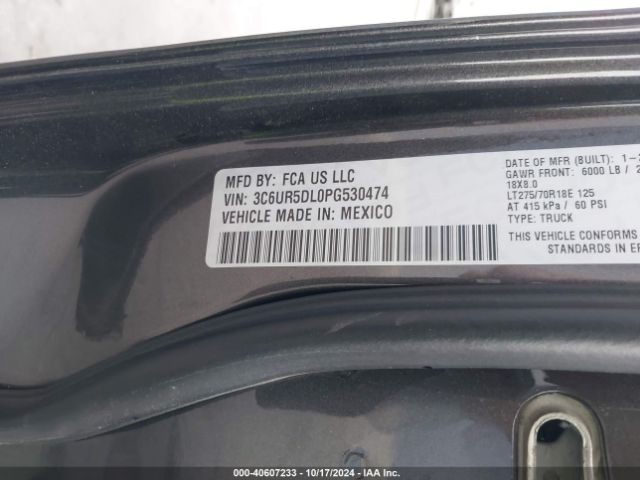 MFD BY: FCA US LLC
VIN: 3C6UR5DL0PG530474
VEHICLE MADE IN: MEXICO
DATE OF MFR (BUILT): 1-
GAWR FRONT: 6000 LB /
18X8.0
LT275/70R18E 125
AT 415 kPa / 60 PSI
TYPE: TRUCK
THIS VEHICLE CONFORMS
STANDARDS IN
000-40607233 – 10/17/2024 – IAA Inc.